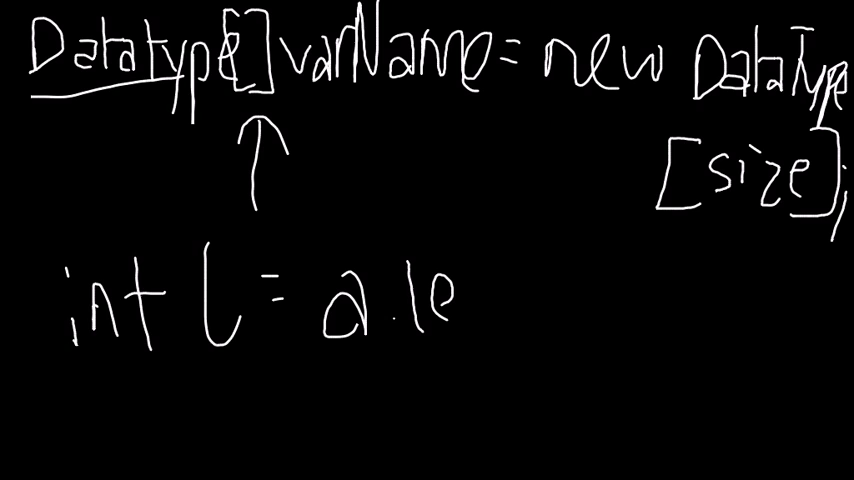 Datatype[] varName = new DataType
[size];
int l = a.le